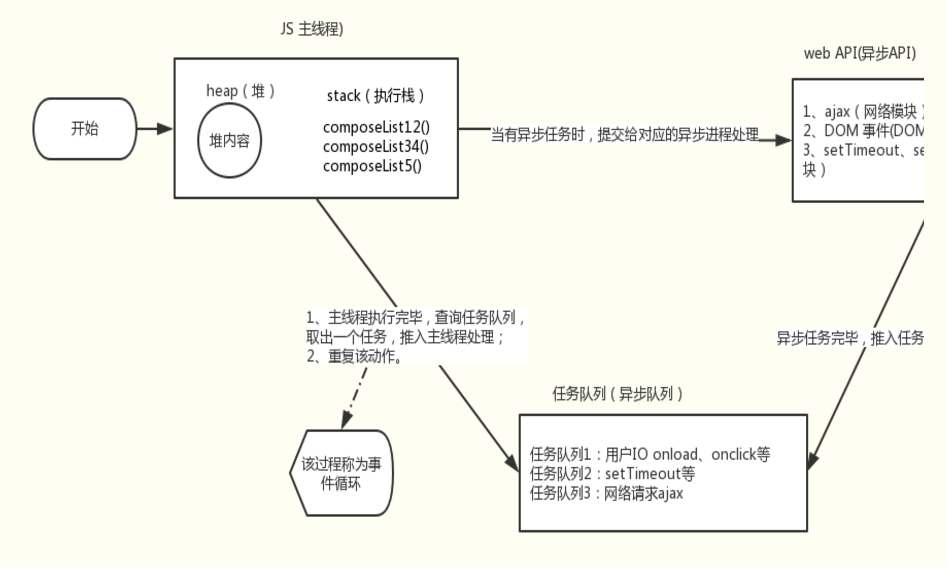 JS 主线程)
web API(异步API)
heap（堆）
stack（执行栈）
开始
堆内容
composeList12()
composeList34()
composeList5()
当有异步任务时，提交给对应的异步进程处理
1、ajax（网络模块）
2、DOM 事件(DOM
3、setTimeout、se
块）
1、主线程执行完毕，查询任务队列，
取出一个任务，推入主线程处理；
2、重复该动作。
异步任务完毕，推入任务
任务队列（异步队列）
该过程称为事
件循环
任务队列1：用户IO onload、onclick等
任务队列2：setTimeout等
任务队列3：网络请求ajax